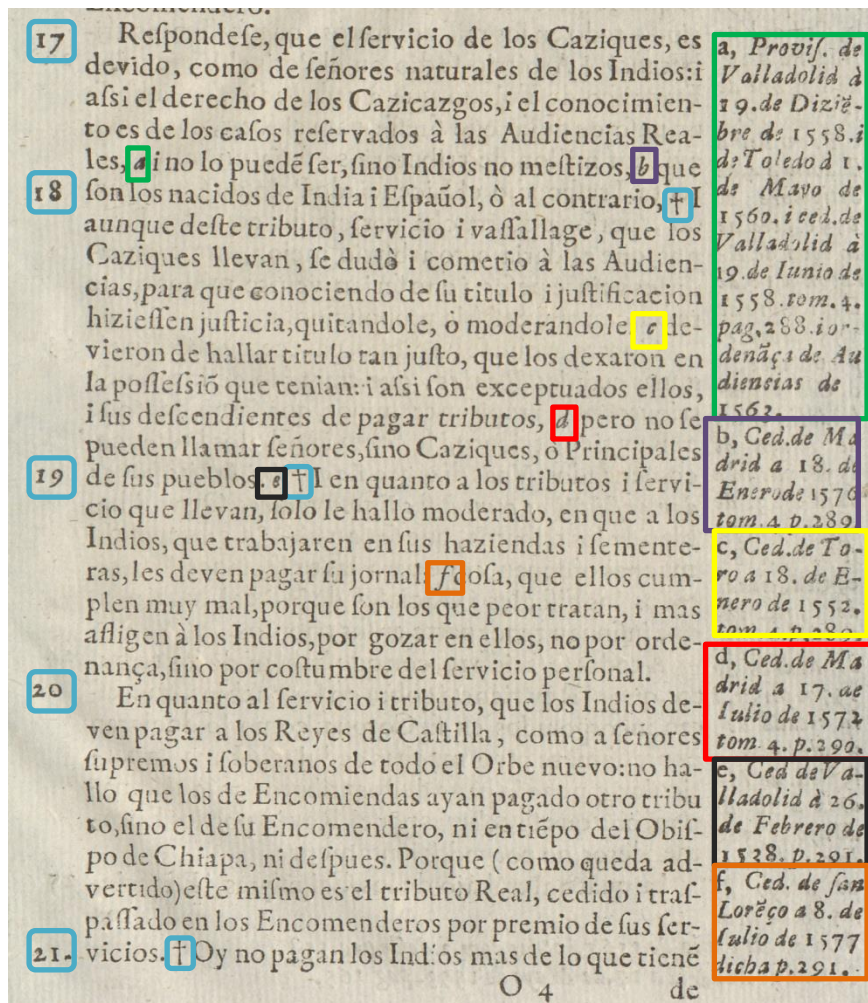 17 Reſpondeſe, que el ſervicio de los Caziques, es
devido, como de ſeñores naturales de los Indios:i
aſsi el derecho de los Cazicazgos,i el conocimien-
to es de los caſos reſervados à las Audiencias Rea-
les, a i no lo puedē ſer, ſino Indios no meſtizos, b que
18 ſon los nacidos de India i Eſpañol, ò al contrario, † I
aunque deſte tributo, ſervicio i vaſſallage, que los
Caziques llevan, ſe dudò i cometio à las Audien-
cias,para que conociendo de ſu titulo i juſtificacion
hizieſſen juſticia,quitandole, o moderandole c de-
vieron de hallar titulo tan juſto, que los dexaron en
la poſſeſsiō que tenian: i aſsi ſon exceptuados ellos,
i ſus deſcendientes de pagar tributos, d pero no ſe
pueden llamar ſeñores,ſino Caziques, o Principales
19 de ſus pueblos. e † I en quanto a los tributos i ſervi-
cio que llevan, ſolo le hallo moderado, en que a los
Indios, que trabajaren en ſus haziendas i ſemente-
ras, les deven pagar ſu jornal: f coſa, que ellos cum-
plen muy mal,porque ſon los que peor tratan, i mas
afligen à los Indios,por gozar en ellos, no por orde-
nança,ſino por coſtumbre del ſervicio perſonal.
20 En quanto al ſervicio i tributo, que los Indios de-
ven pagar a los Reyes de Caſtilla, como a ſeñores
ſupremos i ſoberanos de todo el Orbe nuevo:no ha-
llo que los de Encomiendas ayan pagado otro tribu
to,ſino el de ſu Encomendero, ni en tiēpo del Obiſ-
po de Chiapa, ni deſpues. Porque ( como queda ad-
vertido)eſte miſmo es el tributo Real, cedido i traſ-
paſſado en los Encomenderos por premio de ſus ſer-
21. vicios. † Oy no pagan los Indios mas de lo que tienē
O 4 de
a, Proviſ. de
Valladolid à
19.de Diziē-
bre de 1558.i
de Toledo à 1.
de Mayo de
1560. i ced.de
Valladolid à
19.de Iunio de
1558.tom.4.
pag,288.i or-
denāça de Au
diencias de
1563.
b, Ced.de Ma
drid a 18. de
Enero de 1576
tom.4 p.289
c, Ced.de To-
ro a 18. de E-
nero de 1552.
tom 4 p.289.
d, Ced.de Ma
drid a 17. de
Iulio de 1572
tom 4. p.290.
e, Ced de Va-
lladolid à 26.
de Febrero de
1538. p.291.
f, Ced. de ſan
Lorēço a 8. de
Iulio de 1577
dicha p.291.